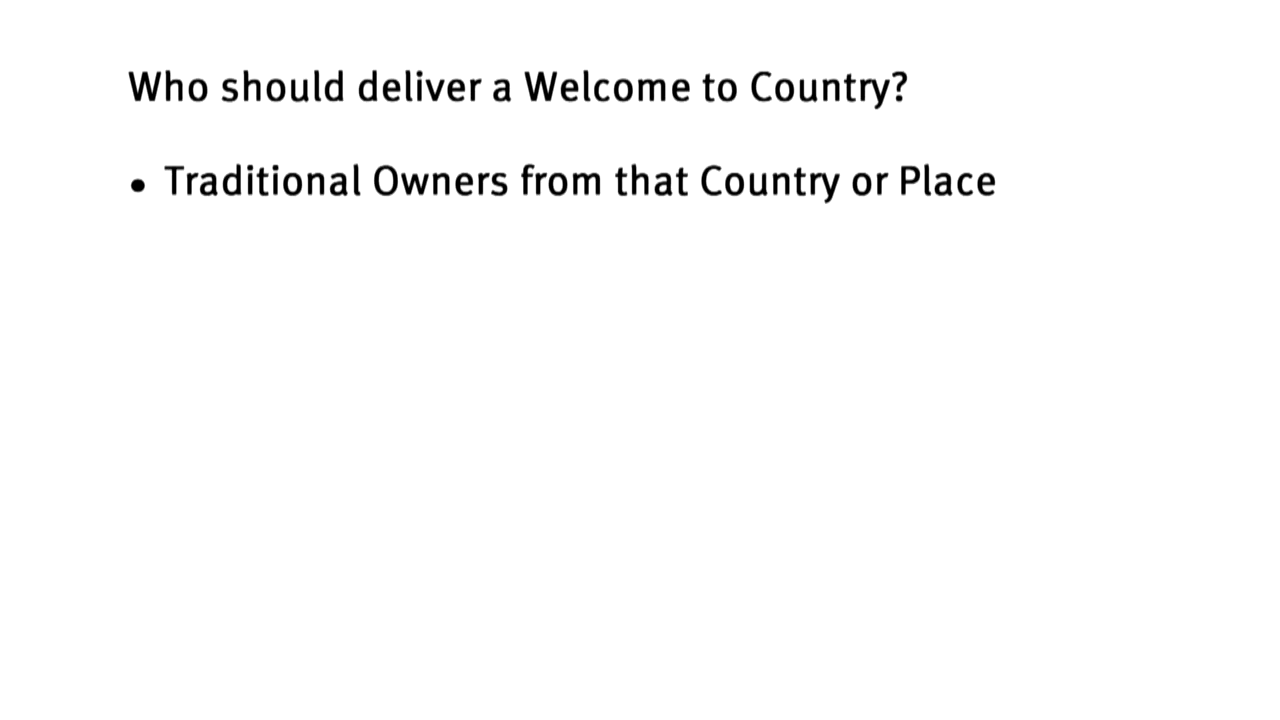 Who should deliver a Welcome to Country?
• Traditional Owners from that Country or Place